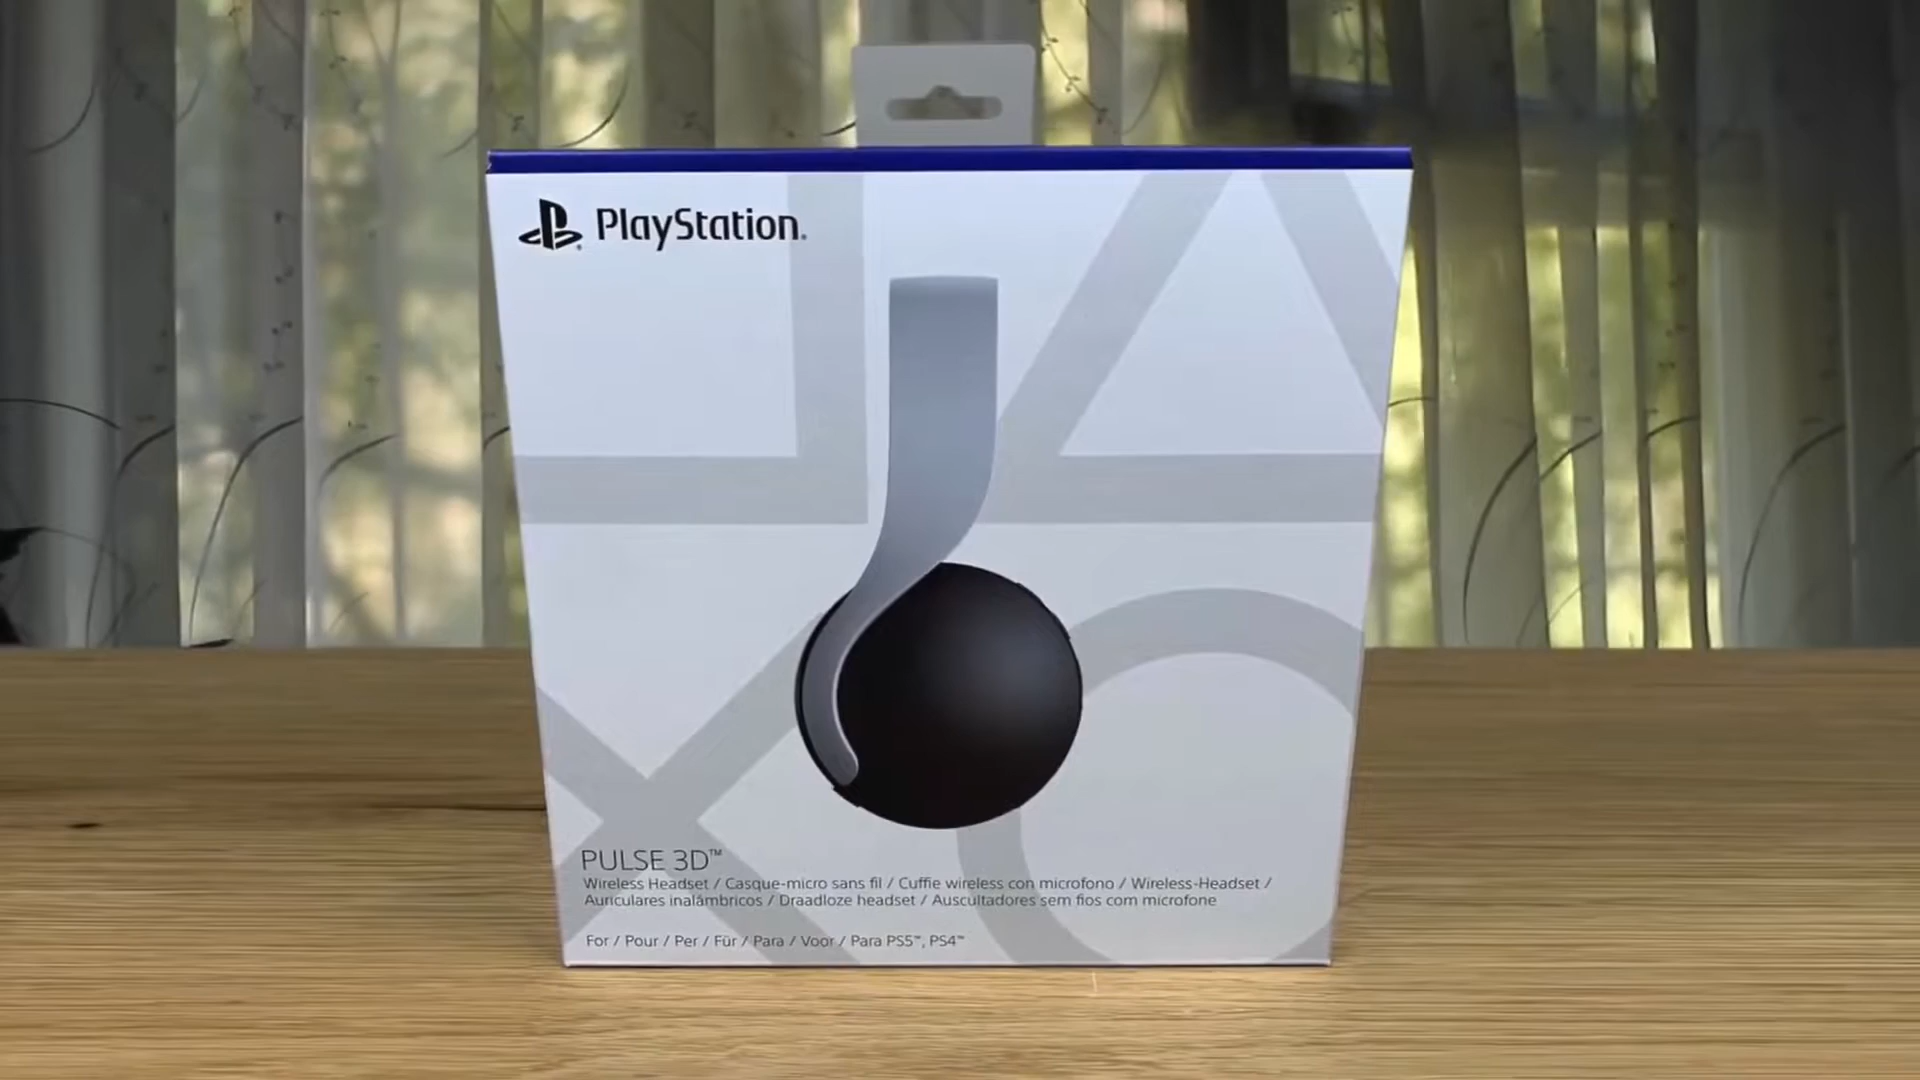 PlayStation®
PULSE 3D™
Wireless Headset / Casque-micro sans fil / Cuffie wireless con microfono / Wireless-Headset /
Auriculares inalámbricos / Draadloze headset / Auscultadores sem fios com microfone
For / Pour / Per / Für / Para / Voor / Para PS5™, PS4™